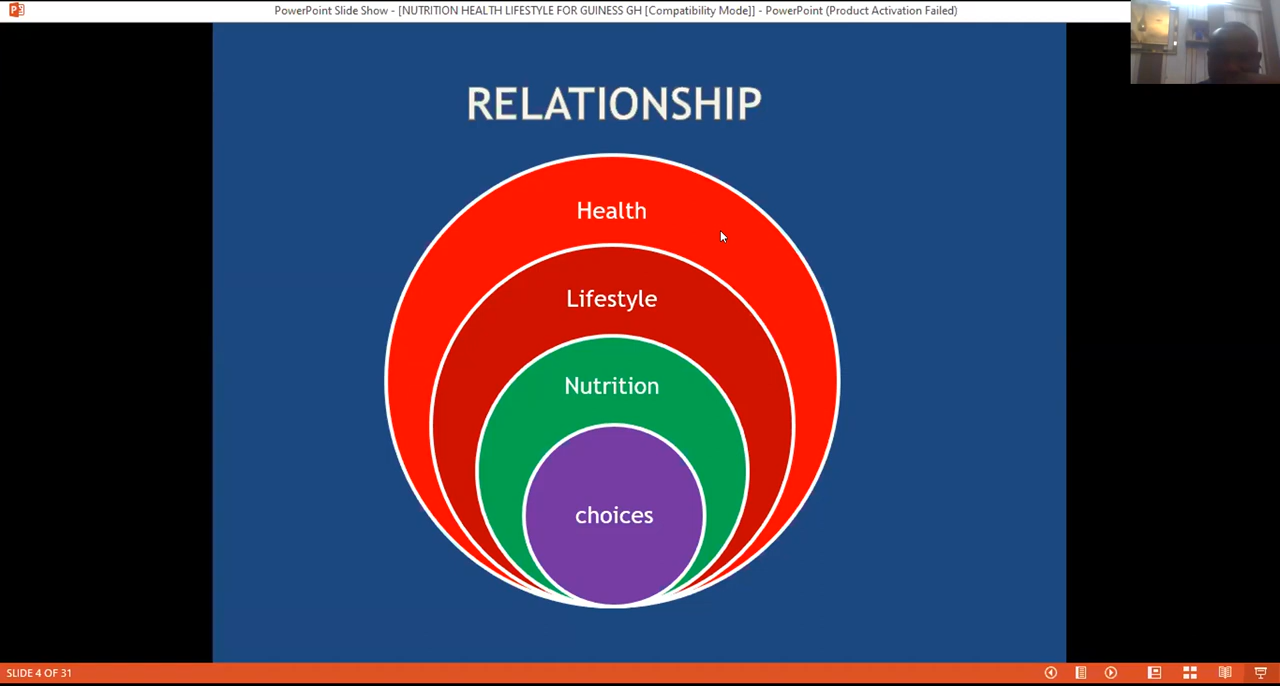 PowerPoint Slide Show - [NUTRITION HEALTH LIFESTYLE FOR GUINESS GH [Compatibility Mode]] - PowerPoint (Product Activation Failed)
RELATIONSHIP
Health
Lifestyle
Nutrition
choices
SLIDE 4 OF 31